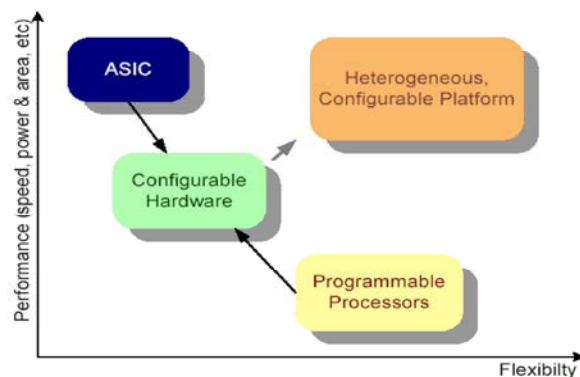 Performance (speed, power & area, etc)
ASIC
Heterogeneous,
Configurable Platform
Configurable
Hardware
Programmable
Processors
Flexibilty